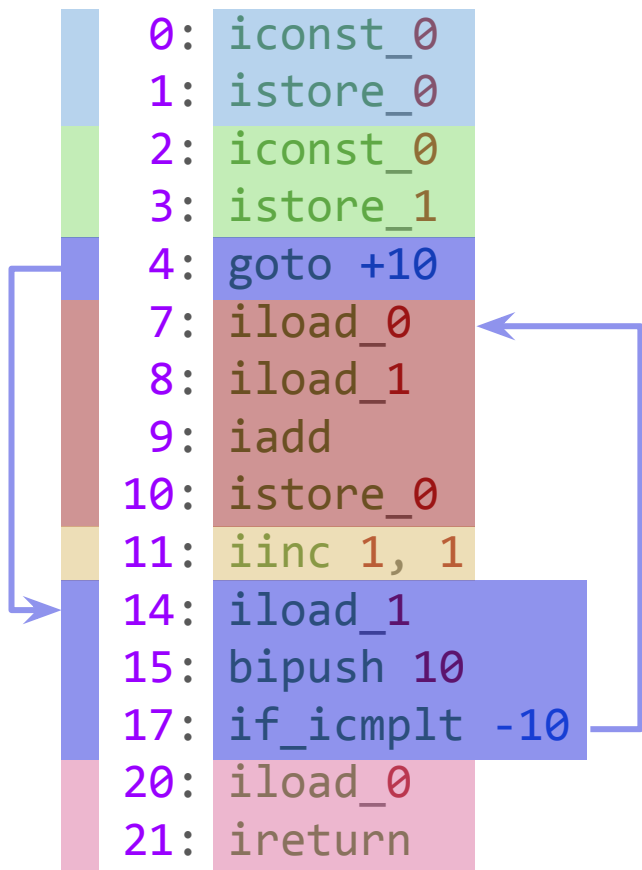 0: iconst_0
1: istore_0
2: iconst_0
3: istore_1
4: goto +10
7: iload_0
8: iload_1
9: iadd
10: istore_0
11: iinc 1, 1
14: iload_1
15: bipush 10
17: if_icmplt -10
20: iload_0
21: ireturn